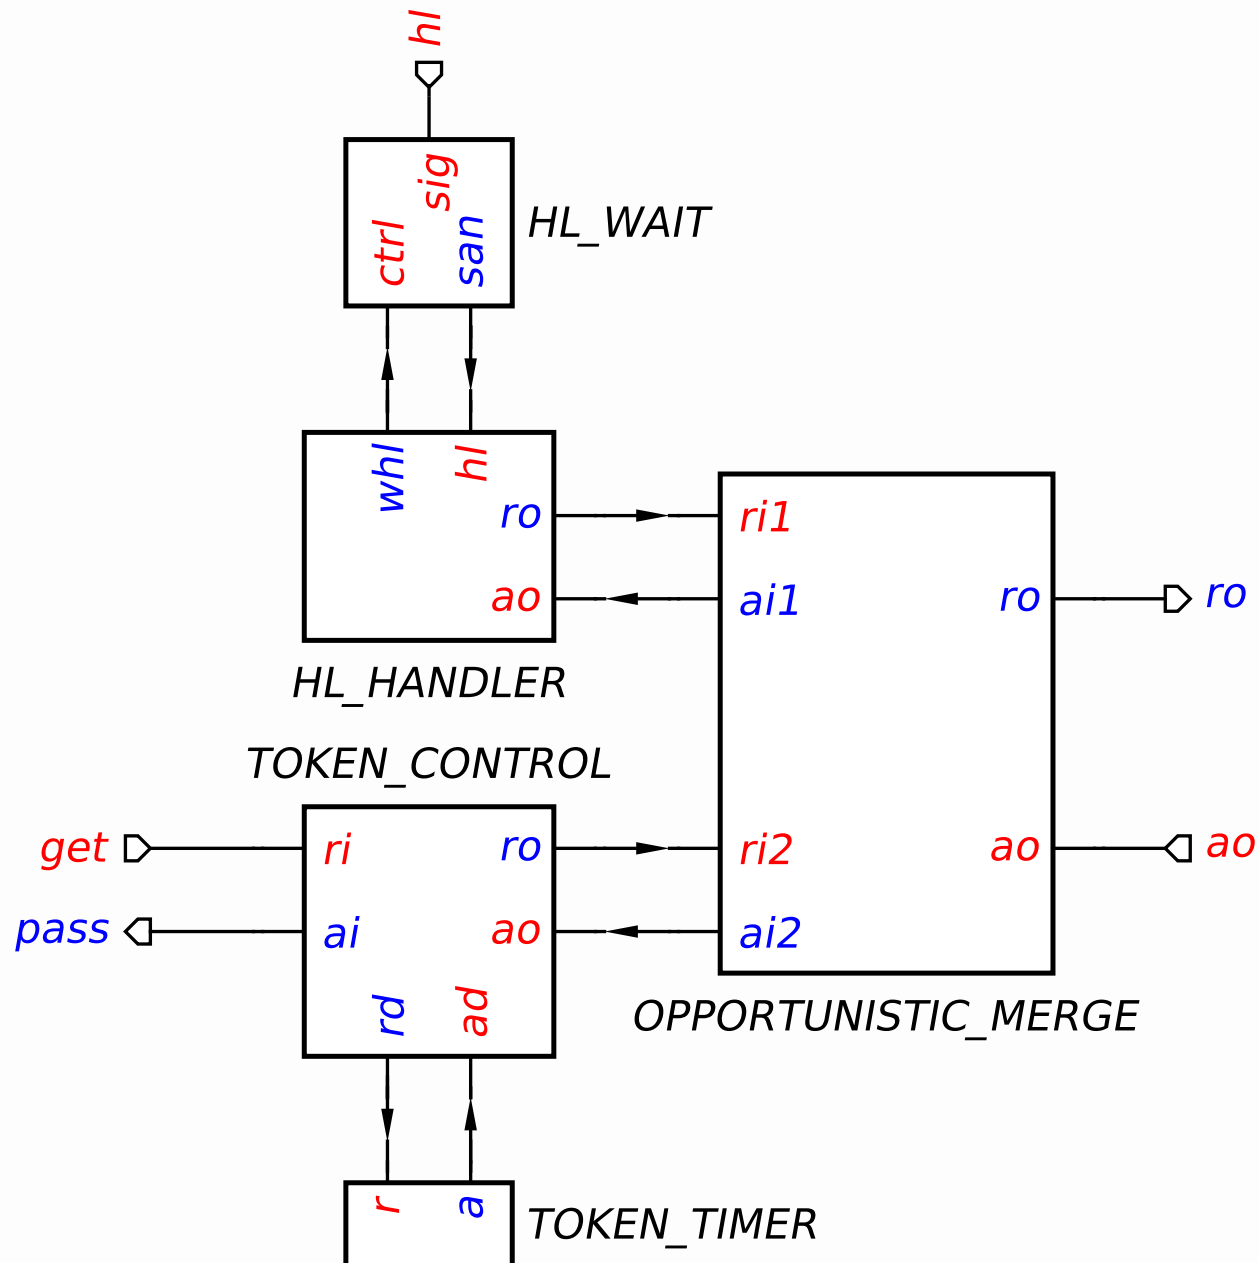 hl
sig
ctrl
san
HL_WAIT
whl
hl
ro
ao
HL_HANDLER
ri1
ai1
ro
ro
TOKEN_CONTROL
get
ri
ro
pass
ai
ao
rd
ad
ri2
ai2
ao
ao
OPPORTUNISTIC_MERGE
r
a
TOKEN_TIMER